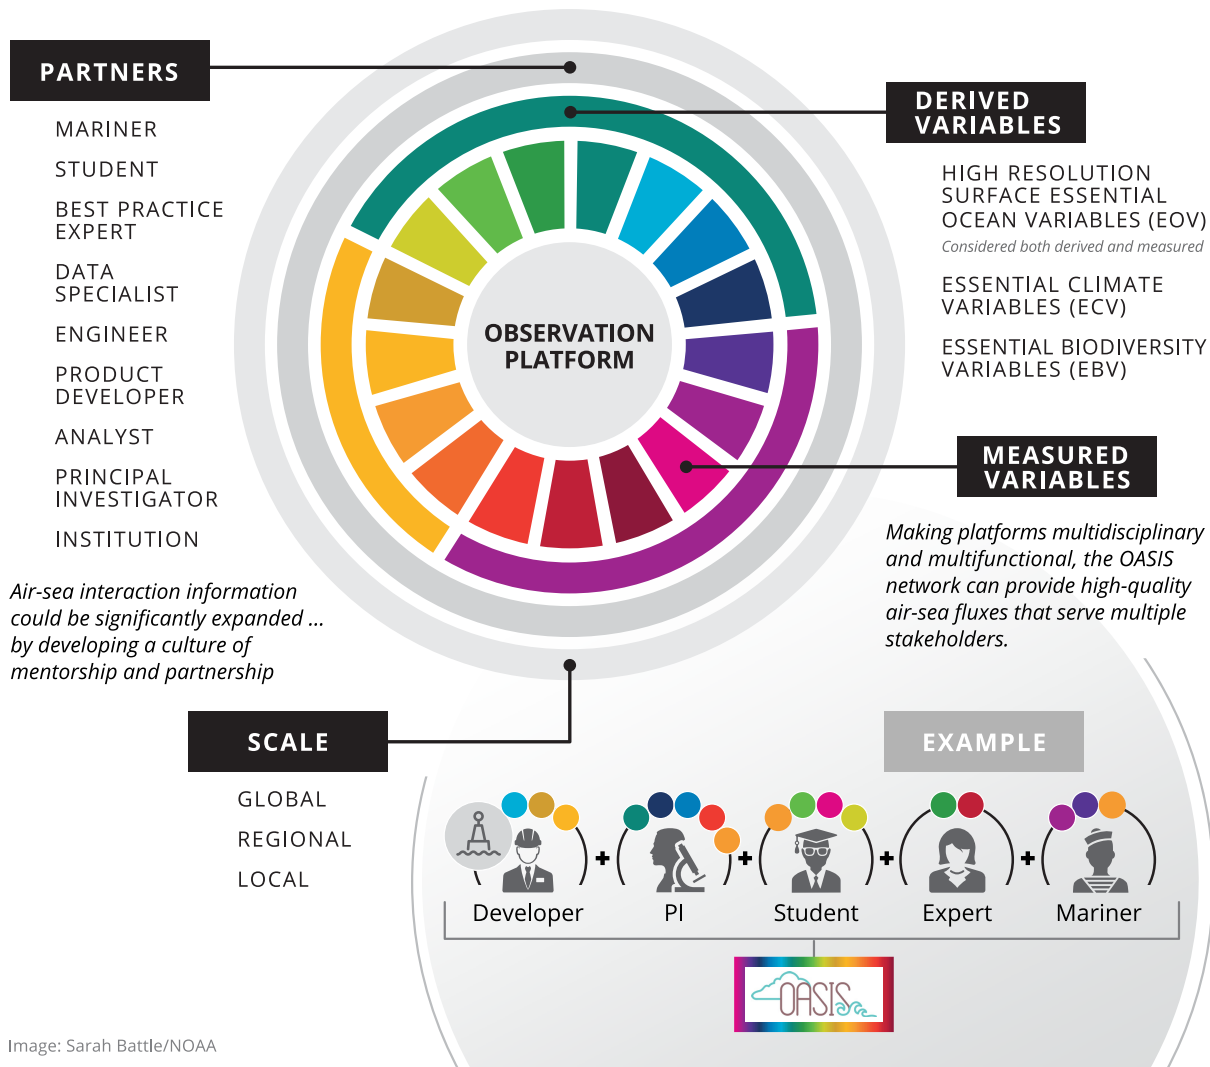 PARTNERS
MARINER
STUDENT
BEST PRACTICE
EXPERT
DATA
SPECIALIST
ENGINEER
PRODUCT
DEVELOPER
ANALYST
PRINCIPAL
INVESTIGATOR
INSTITUTION
Air-sea interaction information
could be significantly expanded ...
by developing a culture of
mentorship and partnership
OBSERVATION
PLATFORM
DERIVED
VARIABLES
HIGH RESOLUTION
SURFACE ESSENTIAL
OCEAN VARIABLES (EOV)
Considered both derived and measured
ESSENTIAL CLIMATE
VARIABLES (ECV)
ESSENTIAL BIODIVERSITY
VARIABLES (EBV)
MEASURED
VARIABLES
Making platforms multidisciplinary
and multifunctional, the OASIS
network can provide high-quality
air-sea fluxes that serve multiple
stakeholders.
SCALE
GLOBAL
REGIONAL
LOCAL
EXAMPLE
Developer
PI
Student
Expert
Mariner
OASIS
Image: Sarah Battle/NOAA